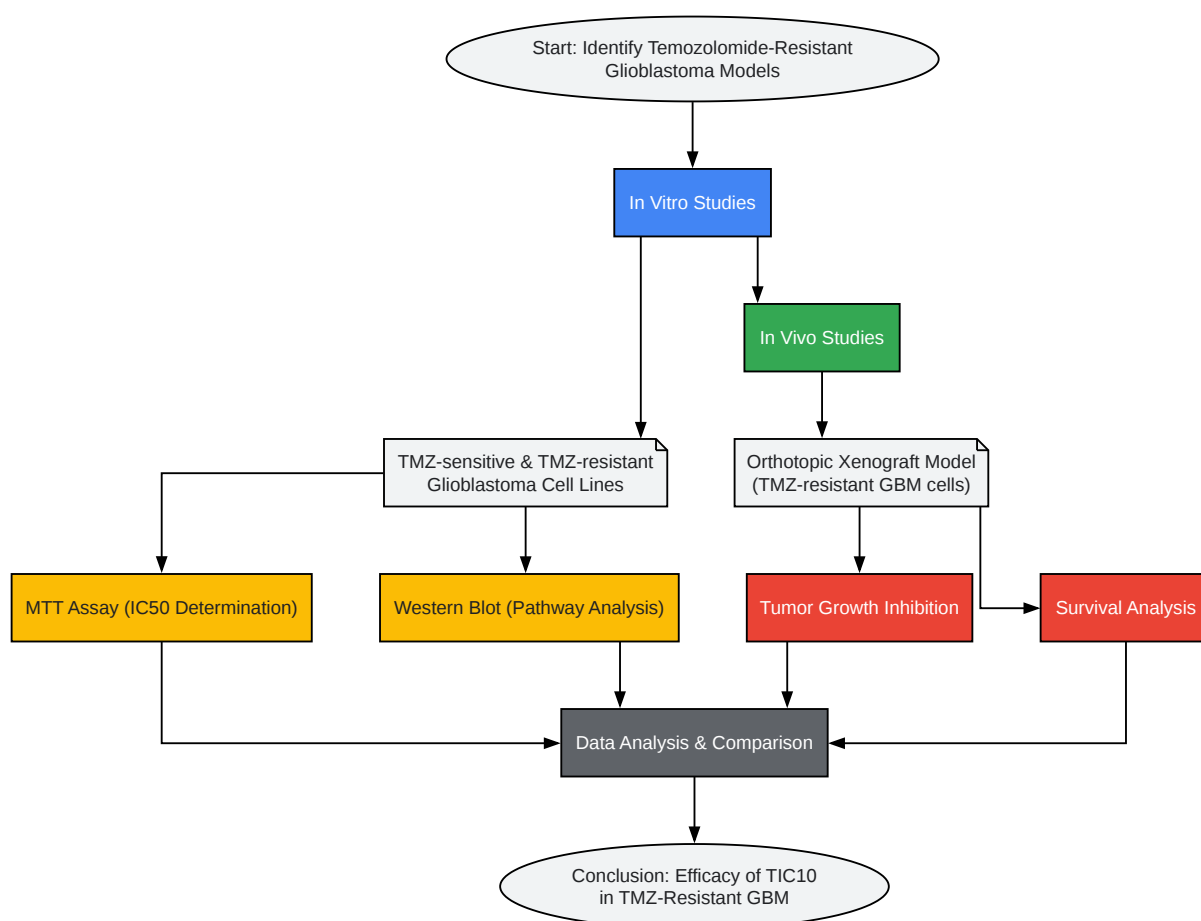 Start: Identify Temozolomide-Resistant
Glioblastoma Models
In Vitro Studies
In Vivo Studies
TMZ-sensitive & TMZ-resistant
Glioblastoma Cell Lines
Orthotopic Xenograft Model
(TMZ-resistant GBM cells)
MTT Assay (IC50 Determination)
Western Blot (Pathway Analysis)
Tumor Growth Inhibition
Survival Analysis
Data Analysis & Comparison
Conclusion: Efficacy of TIC10
in TMZ-Resistant GBM